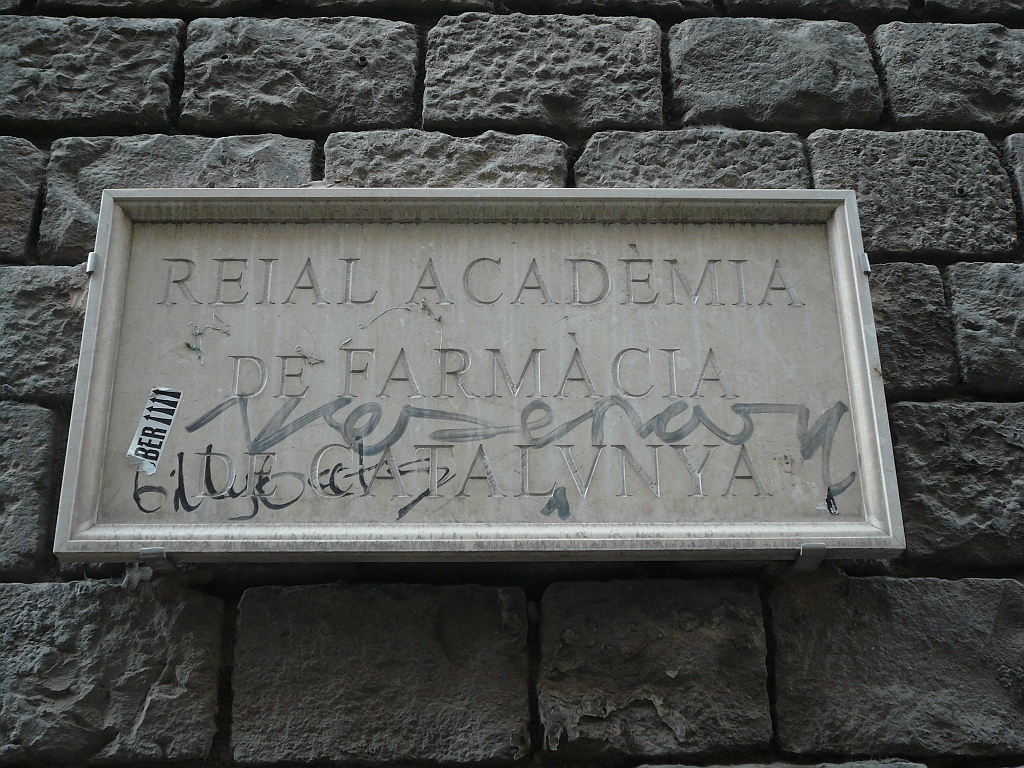 REIAL ACADÈMIA
DE FARMÀCIA
DE CATALVNYA
BER